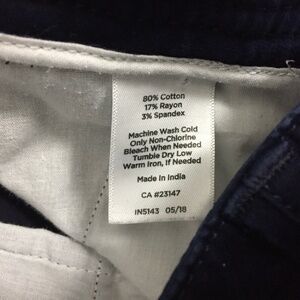 80% Cotton
17% Rayon
3% Spandex
Machine Wash Cold
Only Non-Chlorine
Bleach When Needed
Tumble Dry Low
Warm Iron, If Needed
Made In India
CA #23147
IN5143 05/18